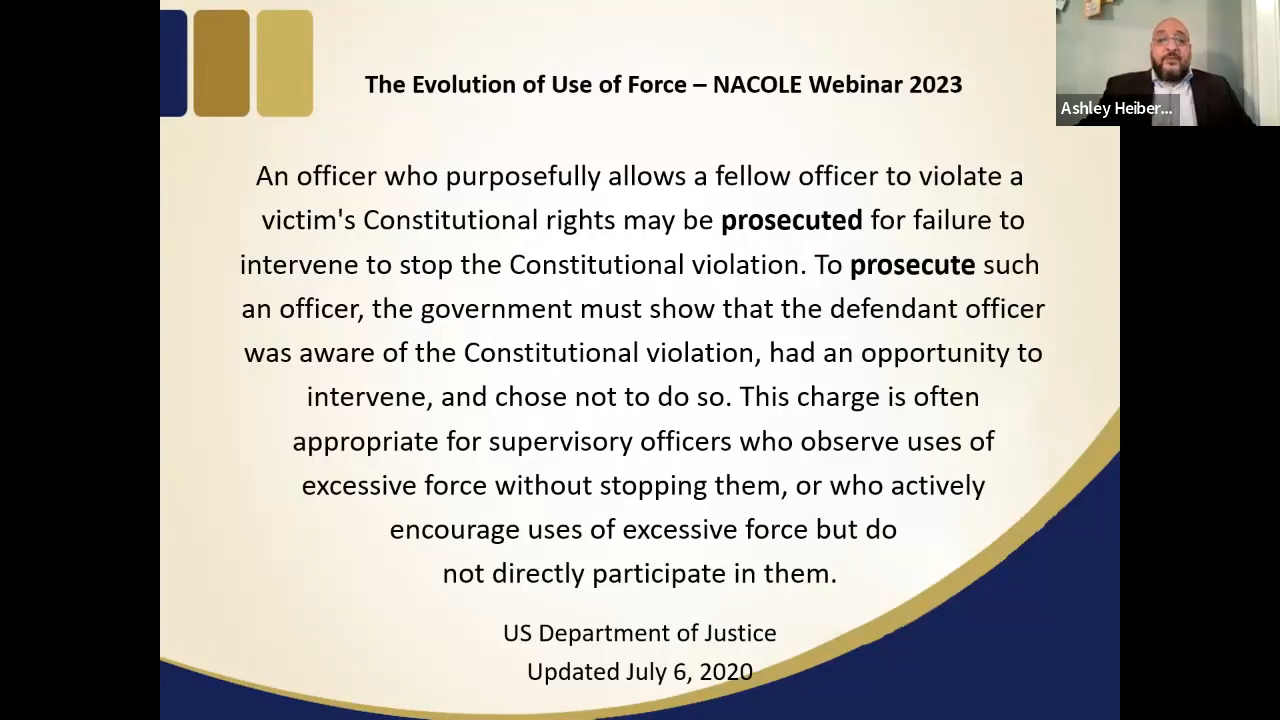 The Evolution of Use of Force – NACOLE Webinar 2023
Ashley Heiber...
An officer who purposefully allows a fellow officer to violate a
victim's Constitutional rights may be prosecuted for failure to
intervene to stop the Constitutional violation. To prosecute such
an officer, the government must show that the defendant officer
was aware of the Constitutional violation, had an opportunity to
intervene, and chose not to do so. This charge is often
appropriate for supervisory officers who observe uses of
excessive force without stopping them, or who actively
encourage uses of excessive force but do
not directly participate in them.
US Department of Justice
Updated July 6, 2020